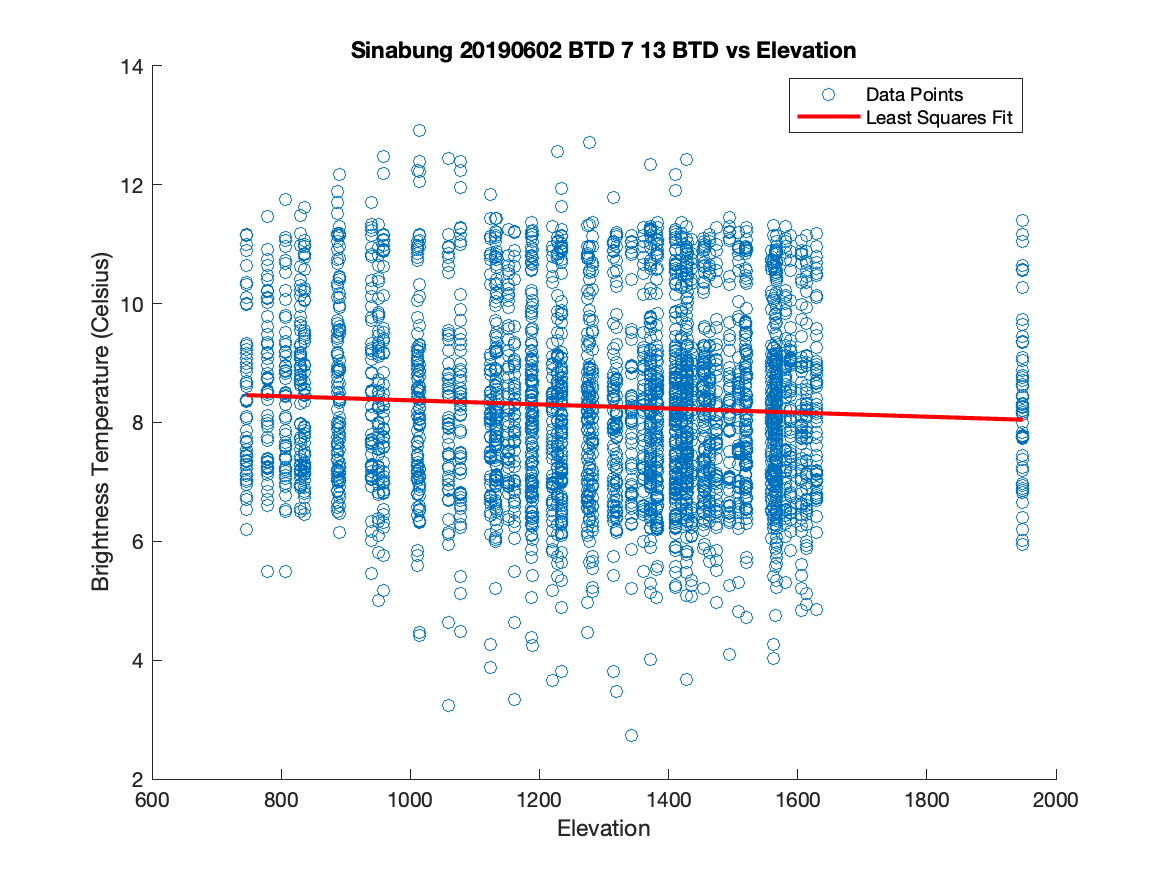 Sinabung 20190602 BTD 7 13 BTD vs Elevation
Data Points
Least Squares Fit
Brightness Temperature (Celsius)
14
12
10
8
6
4
2
600 800 1000 1200 1400 1600 1800 2000
Elevation